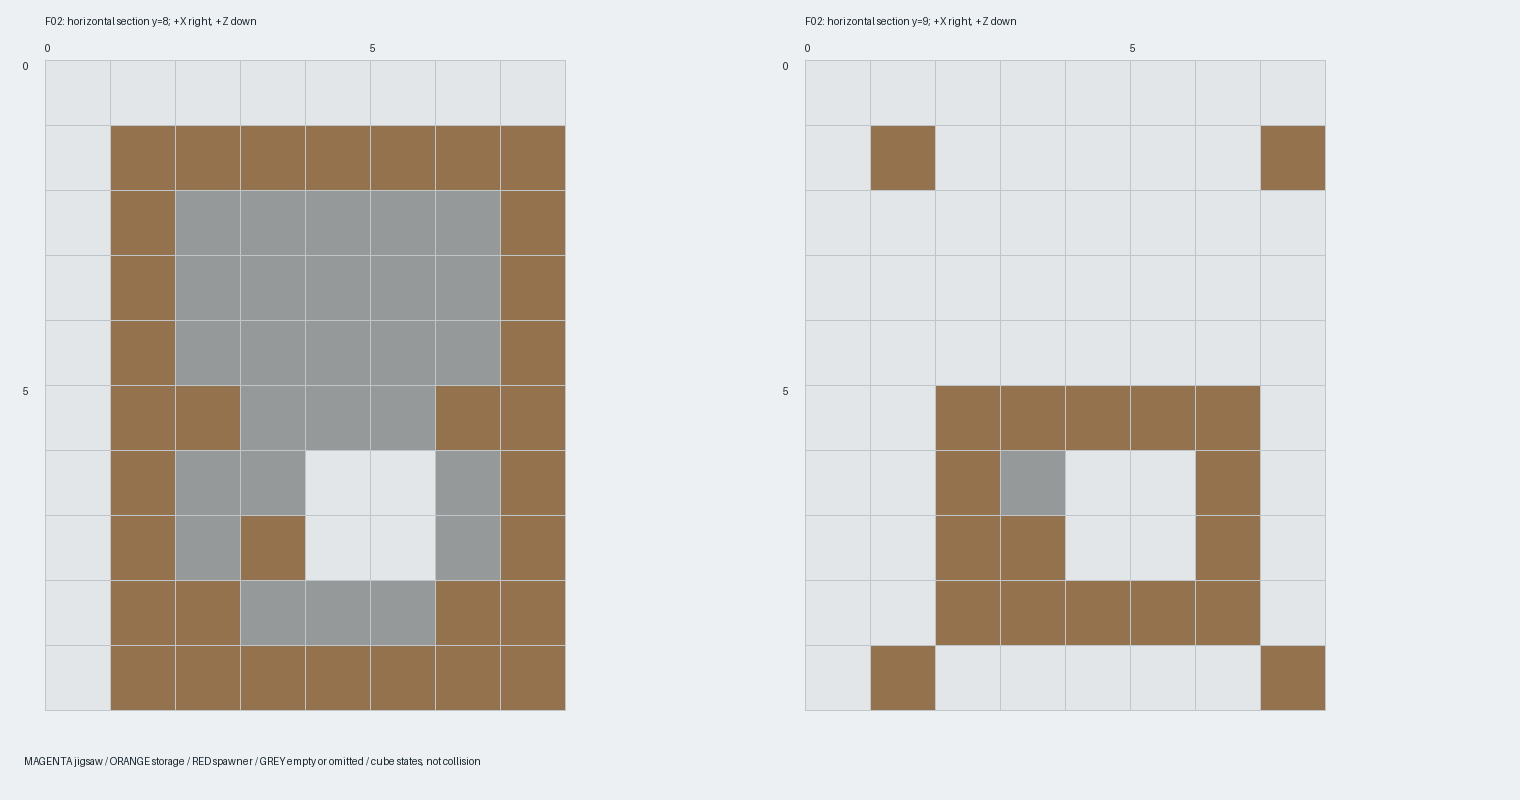 F02: horizontal section y=8; +X right, +Z down
F02: horizontal section y=9; +X right, +Z down
0 5
0 5
0
0
5
5
MAGENTA jigsaw / ORANGE storage / RED spawner / GREY empty or omitted / cube states, not collision